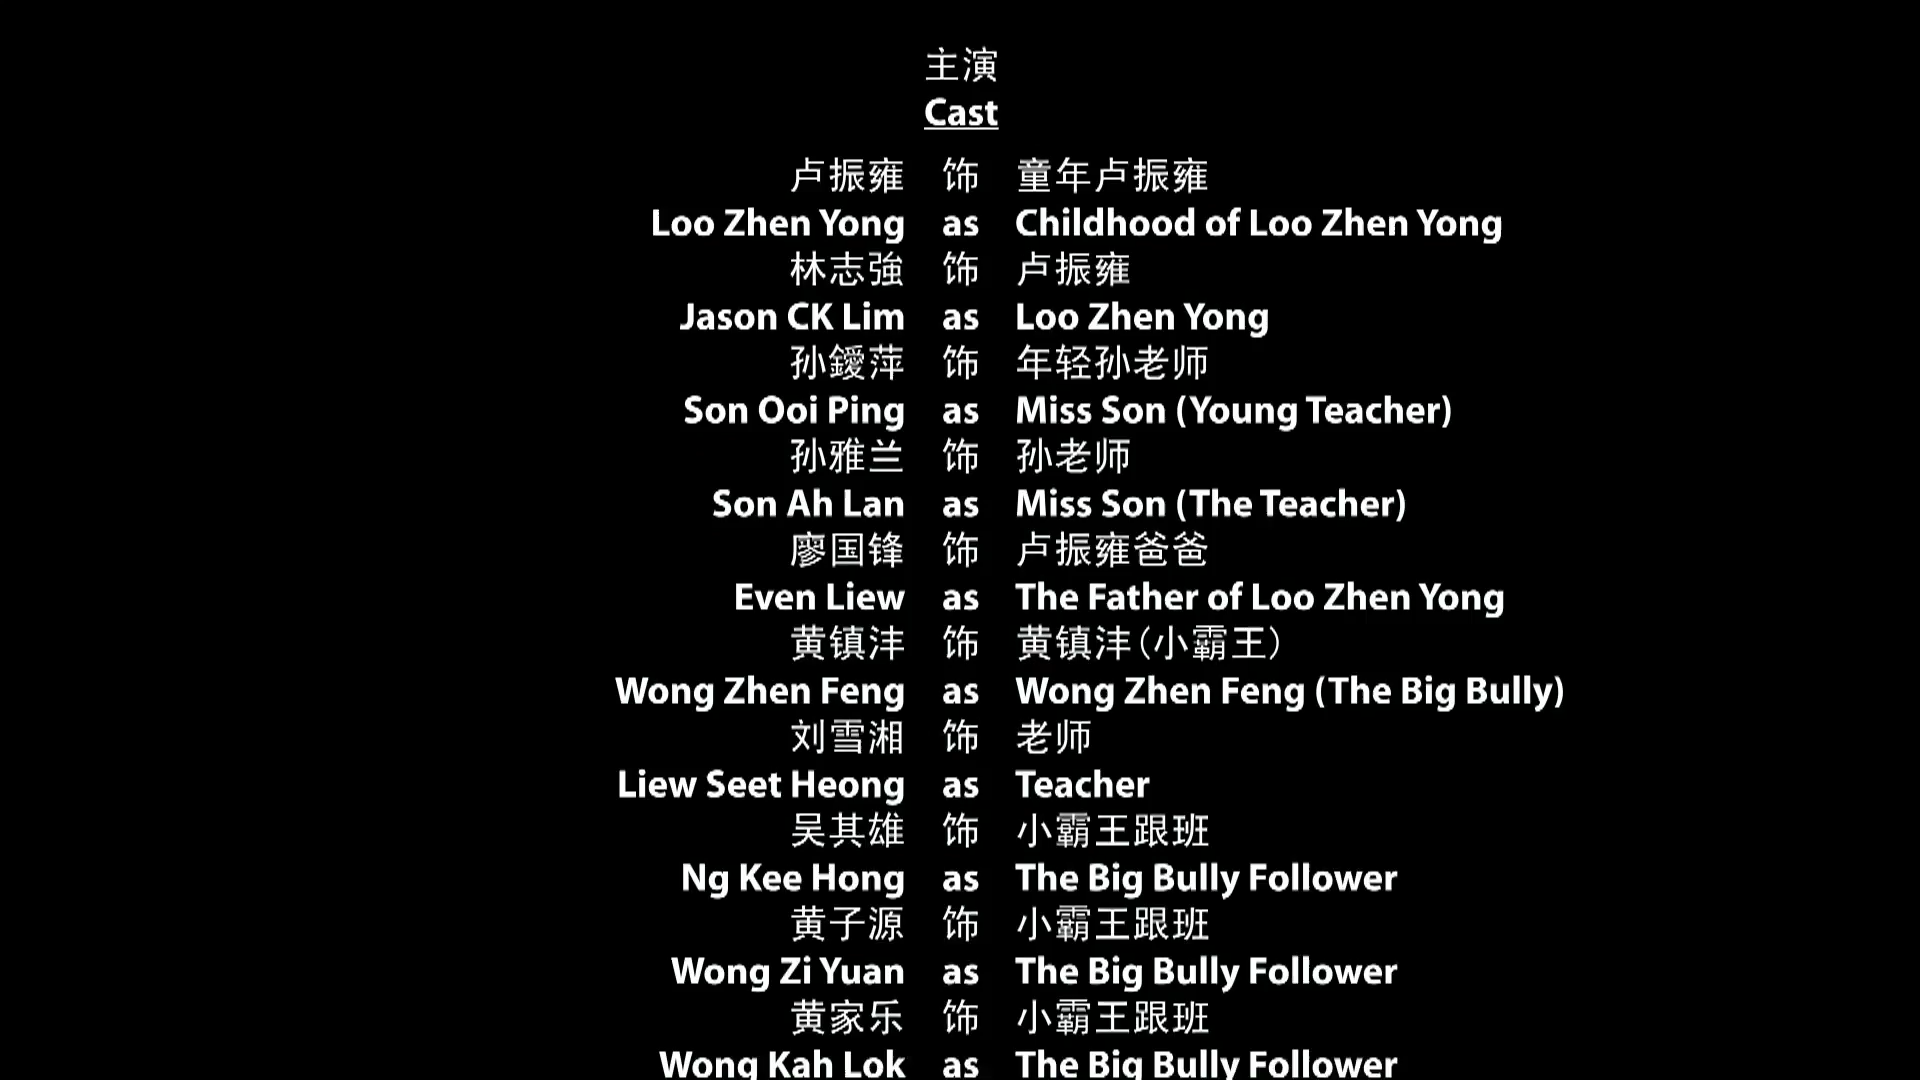 主演
Cast
卢振雍 饰 童年卢振雍
Loo Zhen Yong as Childhood of Loo Zhen Yong
林志強 饰 卢振雍
Jason CK Lim as Loo Zhen Yong
孙鑀萍 饰 年轻孙老师
Son Ooi Ping as Miss Son (Young Teacher)
孙雅兰 饰 孙老师
Son Ah Lan as Miss Son (The Teacher)
廖国锋 饰 卢振雍爸爸
Even Liew as The Father of Loo Zhen Yong
黄镇沣 饰 黄镇沣(小霸王)
Wong Zhen Feng as Wong Zhen Feng (The Big Bully)
刘雪湘 饰 老师
Liew Seet Heong as Teacher
吴其雄 饰 小霸王跟班
Ng Kee Hong as The Big Bully Follower
黄子源 饰 小霸王跟班
Wong Zi Yuan as The Big Bully Follower
黄家乐 饰 小霸王跟班
Wong Kah Lok as The Big Bully Follower